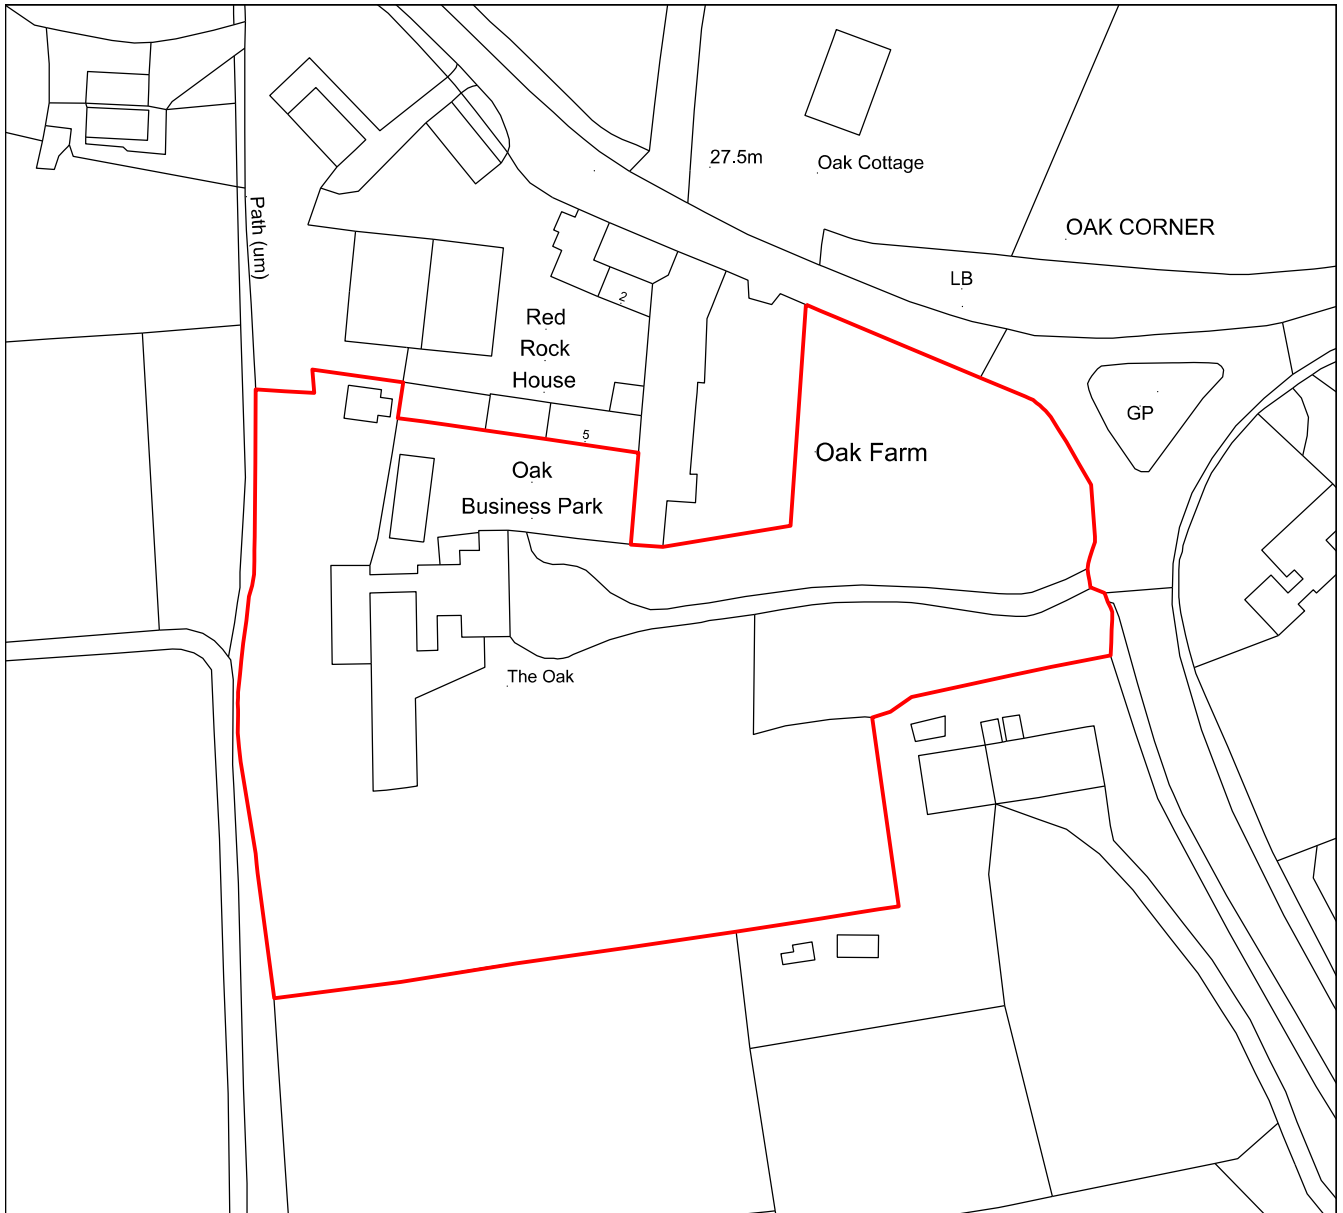 27.5m
Oak Cottage
OAK CORNER
Path (um)
LB
2
Red
Rock
House
GP
5
Oak Farm
Oak
Business Park
The Oak